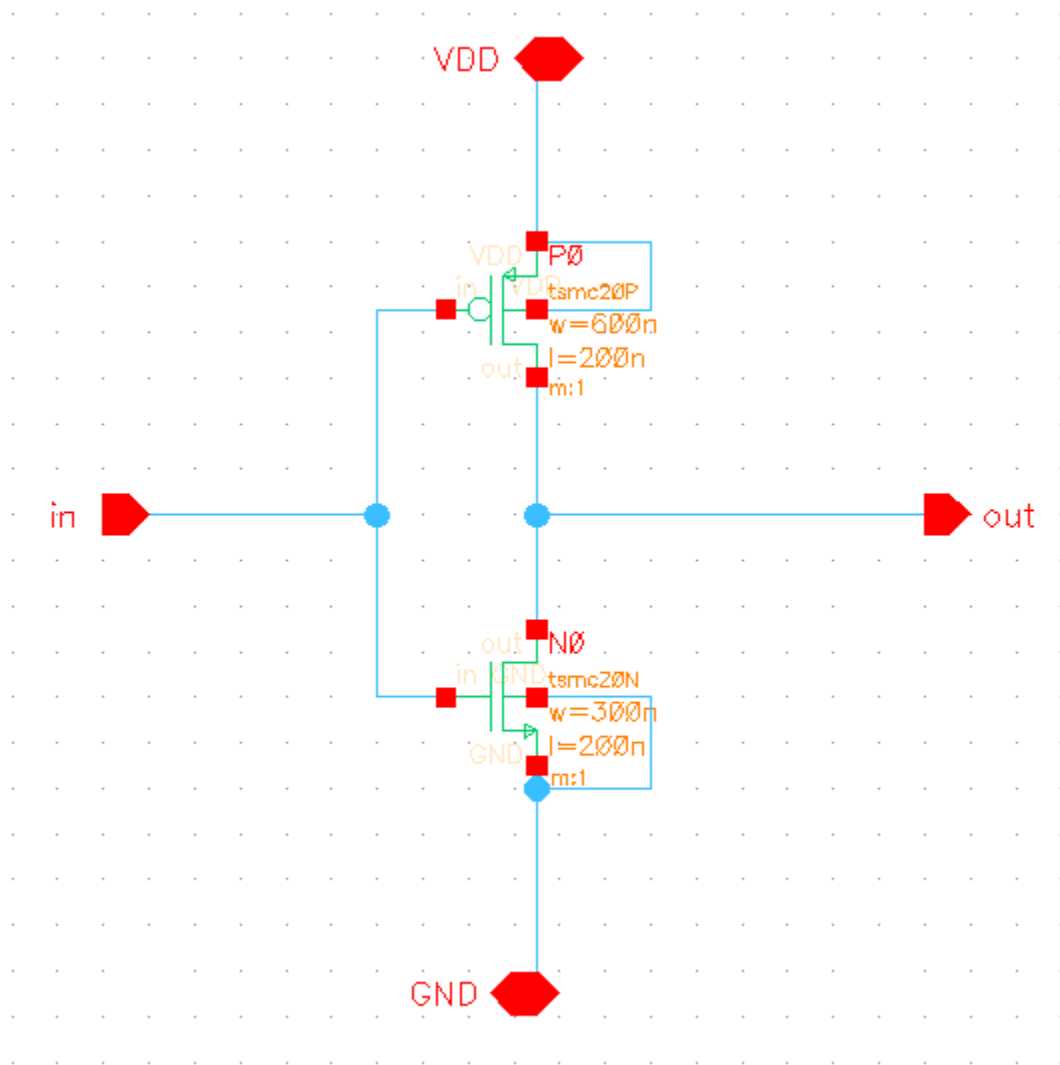 VDD
VDD
P0
in
VDD
tsmc20P
w=600n
out
l=200n
m:1
in
out
out
N0
in
GND
tsmc20N
w=300n
GND
l=200n
m:1
GND